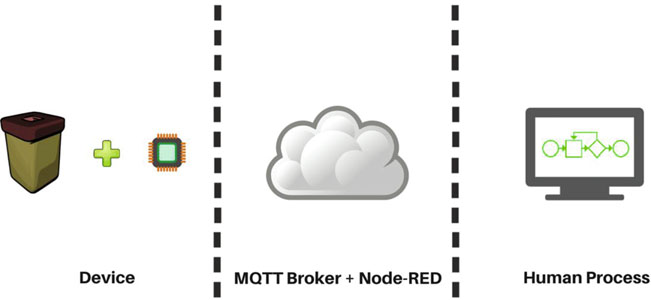 Device
MQTT Broker + Node-RED
Human Process